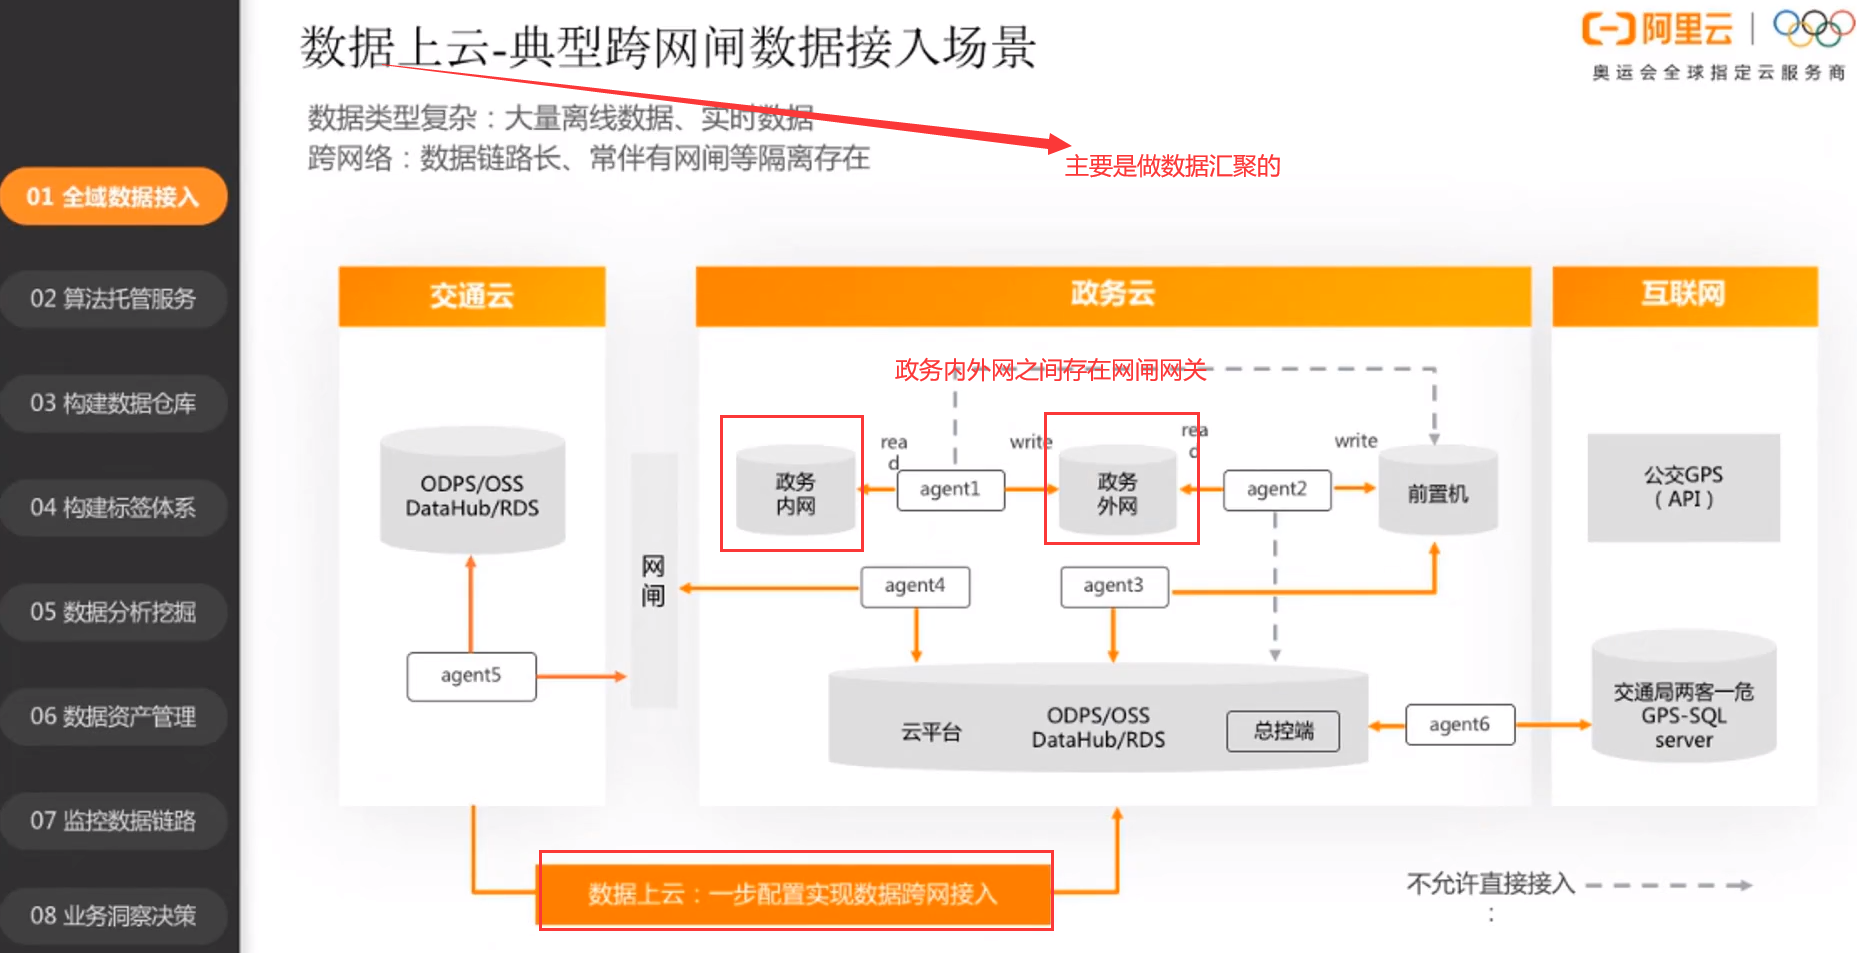 数据上云-典型跨网闸数据接入场景
阿里云
奥运会全球指定云服务商
数据类型复杂：大量离线数据、实时数据
跨网络：数据链路长、常伴有网闸等隔离存在
主要是做数据汇聚的
01 全域数据接入
02 算法托管服务
03 构建数据仓库
04 构建标签体系
05 数据分析挖掘
06 数据资产管理
07 监控数据链路
08 业务洞察决策
交通云
ODPS/OSS
DataHub/RDS
agent5
网
闸
政务云
政务内外网之间存在网闸网关
政务
内网
rea
d
agent1
write
政务
外网
rea
d
agent2
write
前置机
agent4
agent3
云平台
ODPS/OSS
DataHub/RDS
总控端
agent6
互联网
公交GPS
（ API ）
交通局两客一危
GPS-SQL
server
数据上云：一步配置实现数据跨网接入
不允许直接接入
：